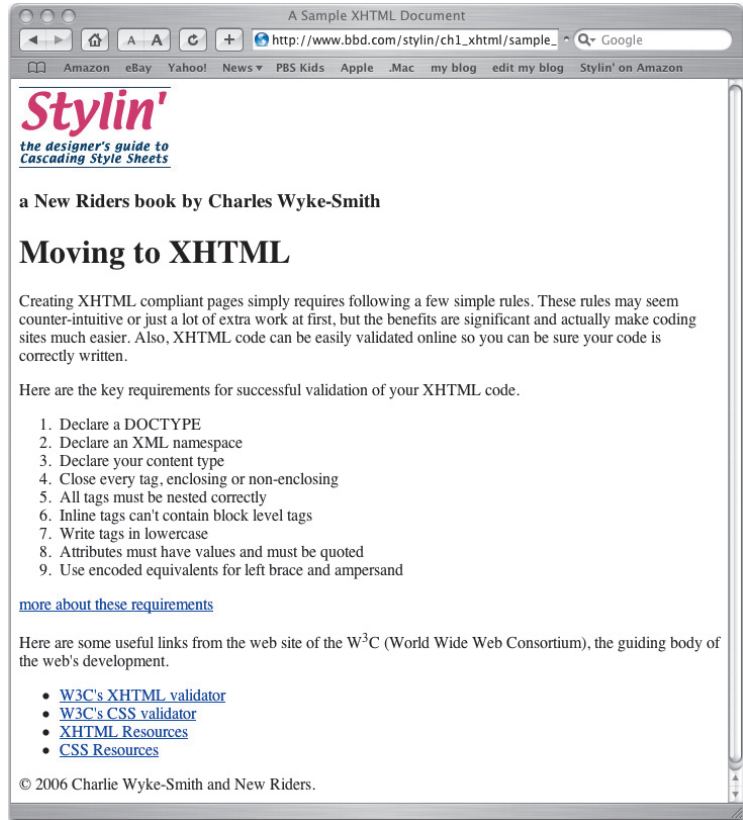 A Sample XHTML Document
A A http://www.bbd.com/stylin/ch1_xhtml/sample_ Google
Amazon eBay Yahoo! News PBS Kids Apple .Mac my blog edit my blog Stylin' on Amazon
Stylin'
the designer's guide to
Cascading Style Sheets
a New Riders book by Charles Wyke-Smith
Moving to XHTML
Creating XHTML compliant pages simply requires following a few simple rules. These rules may seem
counter-intuitive or just a lot of extra work at first, but the benefits are significant and actually make coding
sites much easier. Also, XHTML code can be easily validated online so you can be sure your code is
correctly written.
Here are the key requirements for successful validation of your XHTML code.
1. Declare a DOCTYPE
2. Declare an XML namespace
3. Declare your content type
4. Close every tag, enclosing or non-enclosing
5. All tags must be nested correctly
6. Inline tags can't contain block level tags
7. Write tags in lowercase
8. Attributes must have values and must be quoted
9. Use encoded equivalents for left brace and ampersand
more about these requirements
Here are some useful links from the web site of the W³C (World Wide Web Consortium), the guiding body of
the web's development.
• W3C's XHTML validator
• W3C's CSS validator
• XHTML Resources
• CSS Resources
© 2006 Charlie Wyke-Smith and New Riders.